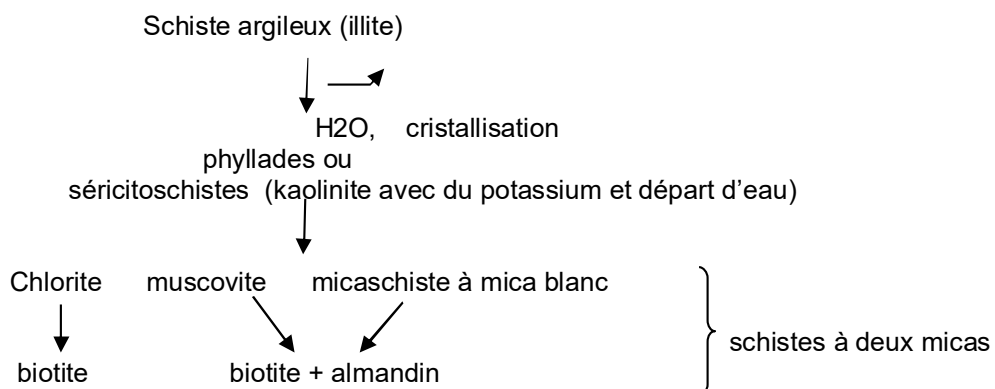 Schiste argileux (illite)
H2O, cristallisation
phyllades ou
séricitoschistes (kaolinite avec du potassium et départ d'eau)
Chlorite muscovite micaschiste à mica blanc
schistes à deux micas
biotite biotite + almandin